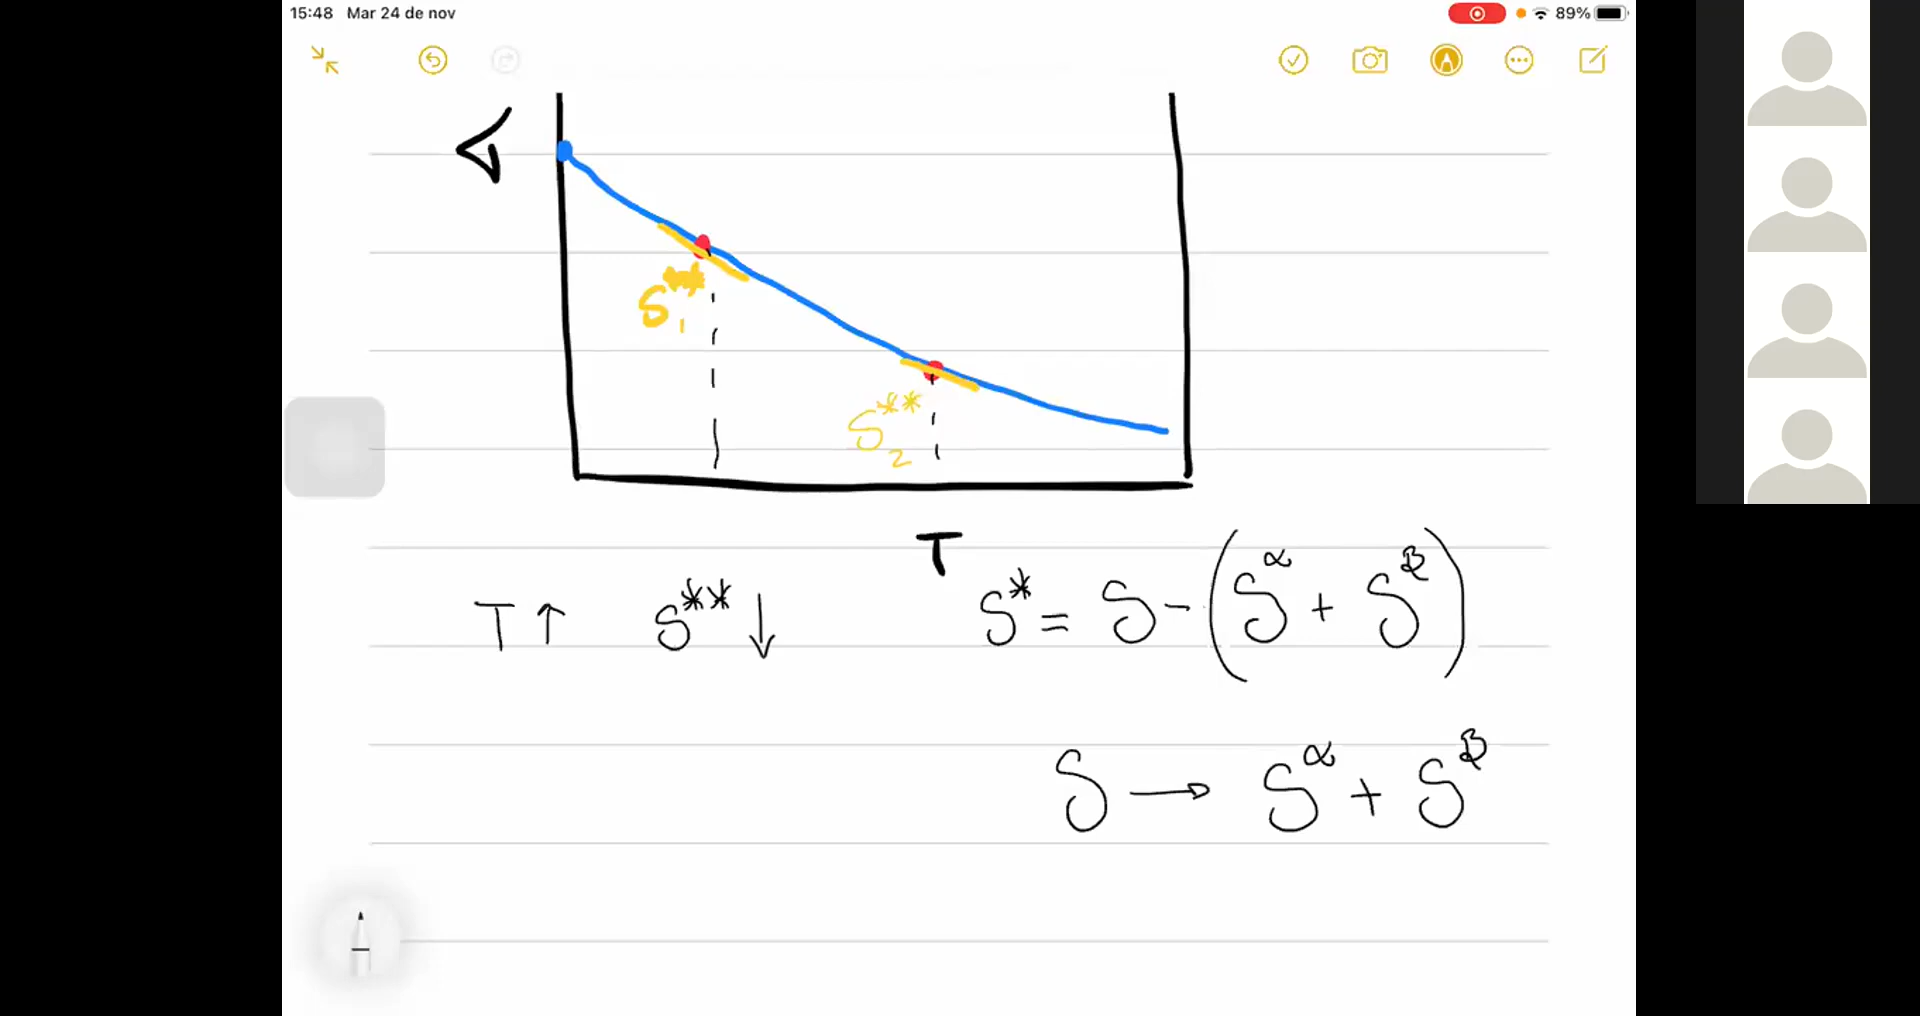 15:48 Mar 24 de nov 89%
γ
S₁**
S₂**
T
T ↑ S** ↓ S* = S - (S^α + S^β)
S → S^α + S^β